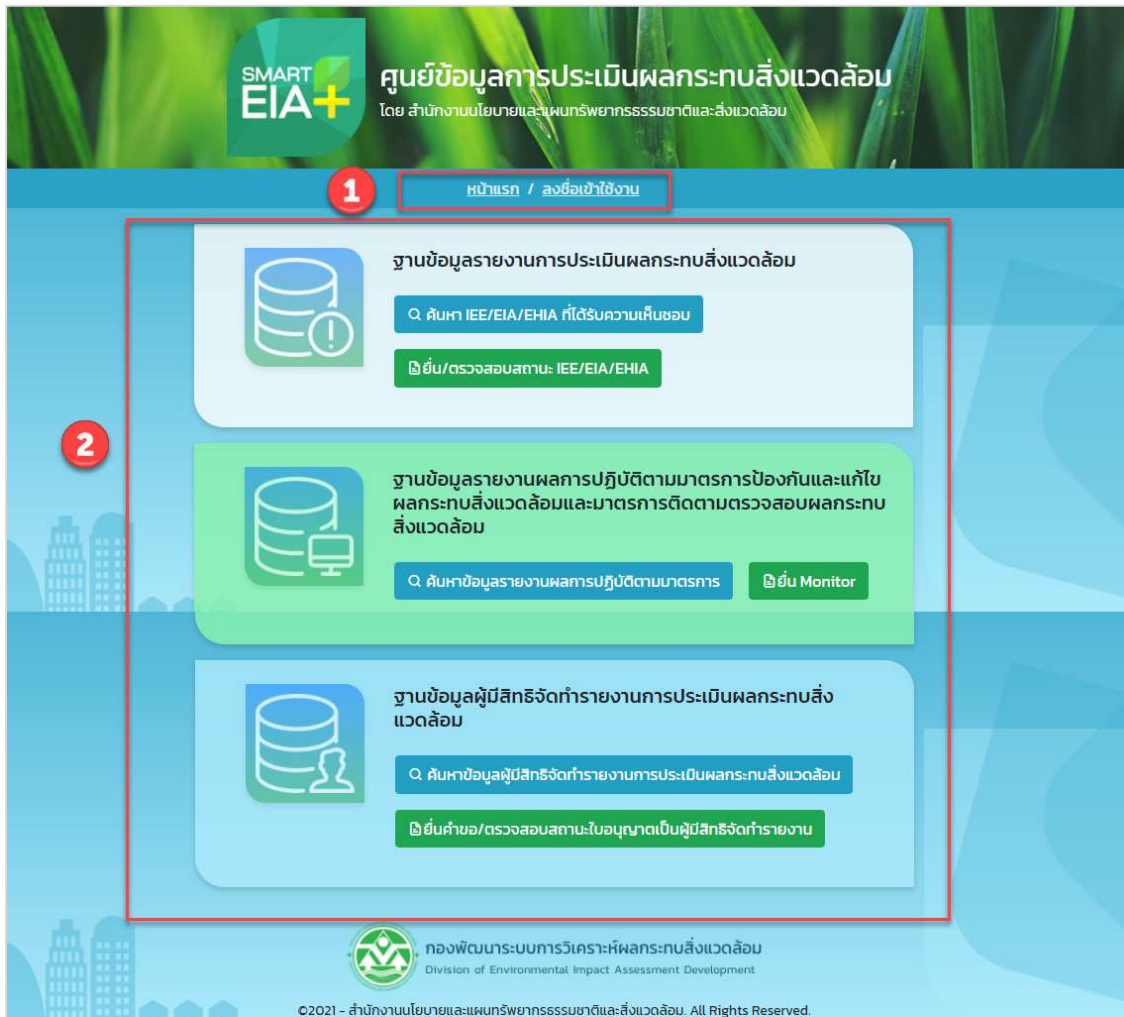 SMART
EIA+
ศูนย์ข้อมูลการประเมินผลกระทบสิ่งแวดล้อม
โดย สำนักงานนโยบายและแผนทรัพยากรธรรมชาติและสิ่งแวดล้อม
1
หน้าแรก / ลงชื่อเข้าใช้งาน
2
ฐานข้อมูลรายงานการประเมินผลกระทบสิ่งแวดล้อม
ค้นหา IEE/EIA/EHIA ที่ได้รับความเห็นชอบ
ยื่น/ตรวจสอบสถานะ IEE/EIA/EHIA
ฐานข้อมูลรายงานผลการปฏิบัติตามมาตรการป้องกันและแก้ไข
ผลกระทบสิ่งแวดล้อมและมาตรการติดตามตรวจสอบผลกระทบ
สิ่งแวดล้อม
ค้นหาข้อมูลรายงานผลการปฏิบัติตามมาตรการ ยื่น Monitor
ฐานข้อมูลผู้มีสิทธิจัดทำรายงานการประเมินผลกระทบสิ่ง
แวดล้อม
ค้นหาข้อมูลผู้มีสิทธิจัดทำรายงานการประเมินผลกระทบสิ่งแวดล้อม
ยื่นคำขอ/ตรวจสอบสถานะใบอนุญาตเป็นผู้มีสิทธิจัดทำรายงาน
กองพัฒนาระบบการวิเคราะห์ผลกระทบสิ่งแวดล้อม
Division of Environmental Impact Assessment Development
©2021 - สำนักงานนโยบายและแผนทรัพยากรธรรมชาติและสิ่งแวดล้อม. All Rights Reserved.